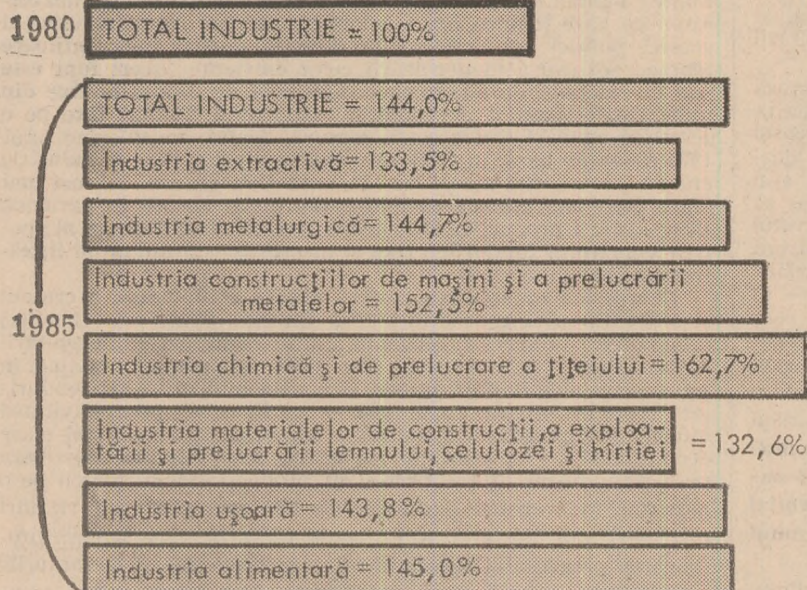 1980 TOTAL INDUSTRIE = 100%
TOTAL INDUSTRIE = 144,0%
Industria extractivă = 133,5%
Industria metalurgică = 144,7%
Industria construcţiilor de maşini şi a prelucrării
metalelor = 152,5%
1985
Industria chimică şi de prelucrare a ţiţeiului = 162,7%
Industria materialelor de construcţii, a exploa-
tării şi prelucrării lemnului, celulozei şi hîrtiei = 132,6%
Industria uşoară = 143,8%
Industria alimentară = 145,0%